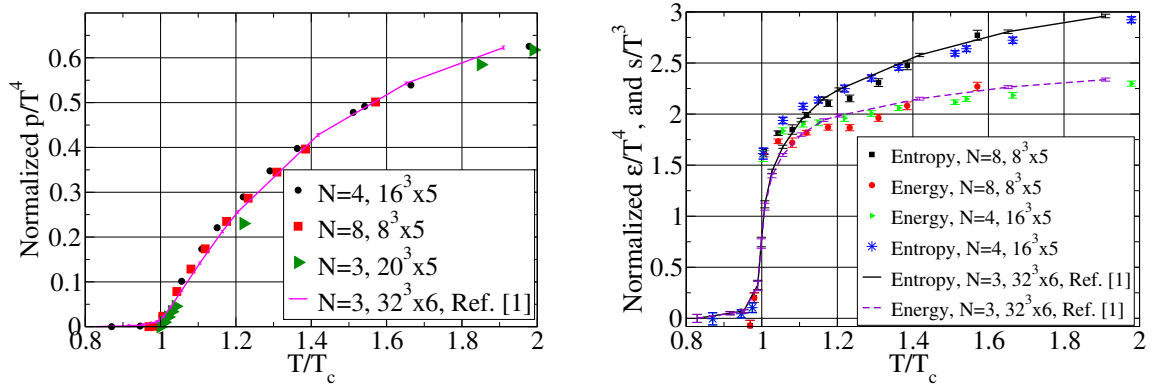 Normalized p/T^4
0.6
0.5
0.4
0.3
0.2
0.1
0
N=4, 16^3x5
N=8, 8^3x5
N=3, 20^3x5
N=3, 32^3x6, Ref. [1]
0.8 1 1.2 1.4 1.6 1.8 2
T/T_c
Normalized ε/T^4, and s/T^3
3
2.5
2
1.5
1
0.5
0
Entropy, N=8, 8^3x5
Energy, N=8, 8^3x5
Energy, N=4, 16^3x5
Entropy, N=4, 16^3x5
Entropy, N=3, 32^3x6, Ref. [1]
Energy, N=3, 32^3x6, Ref. [1]
0.8 1 1.2 1.4 1.6 1.8 2
T/T_c